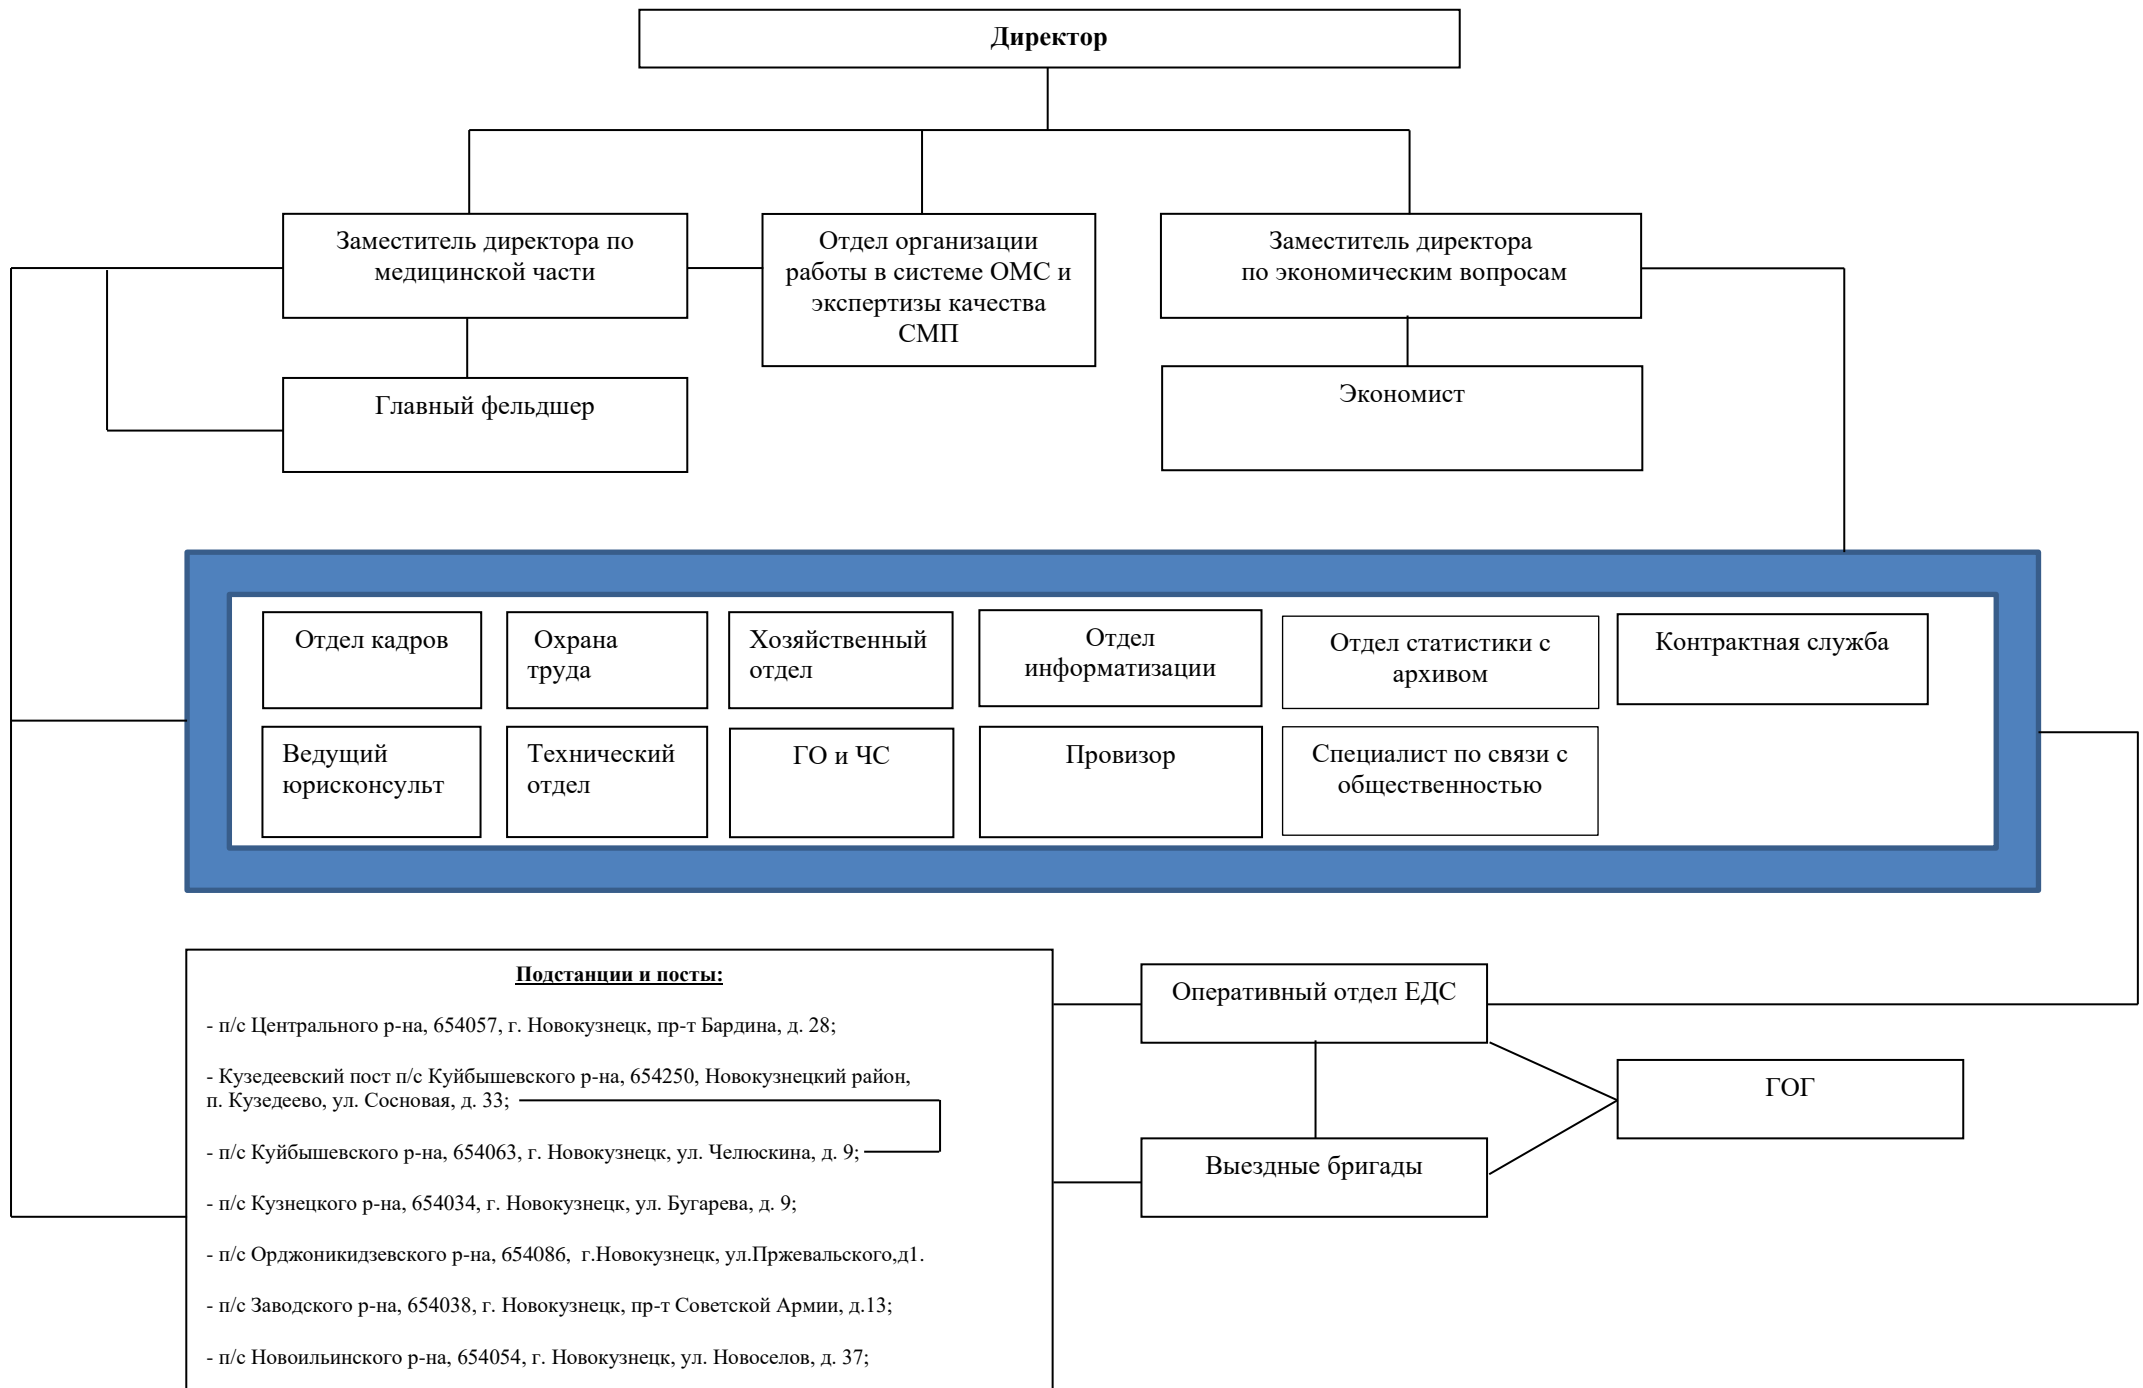 Директор
Заместитель директора по
медицинской части
Отдел организации
работы в системе ОМС и
экспертизы качества
СМП
Заместитель директора
по экономическим вопросам
Главный фельдшер
Экономист
Отдел кадров
Охрана
труда
Хозяйственный
отдел
Отдел
информатизации
Отдел статистики с
архивом
Контрактная служба
Ведущий
юрисконсульт
Технический
отдел
ГО и ЧС
Провизор
Специалист по связи с
общественностью
Подстанции и посты:
- п/с Центрального р-на, 654057, г. Новокузнецк, пр-т Бардина, д. 28;
- Кузедеевский пост п/с Куйбышевского р-на, 654250, Новокузнецкий район,
п. Кузедеево, ул. Сосновая, д. 33;
- п/с Куйбышевского р-на, 654063, г. Новокузнецк, ул. Челюскина, д. 9;
- п/с Кузнецкого р-на, 654034, г. Новокузнецк, ул. Бугарева, д. 9;
- п/с Орджоникидзевского р-на, 654086, г.Новокузнецк, ул.Пржевальского,д1.
- п/с Заводского р-на, 654038, г. Новокузнецк, пр-т Советской Армии, д.13;
- п/с Новоильинского р-на, 654054, г. Новокузнецк, ул. Новоселов, д. 37;
Оперативный отдел ЕДС
ГОГ
Выездные бригады